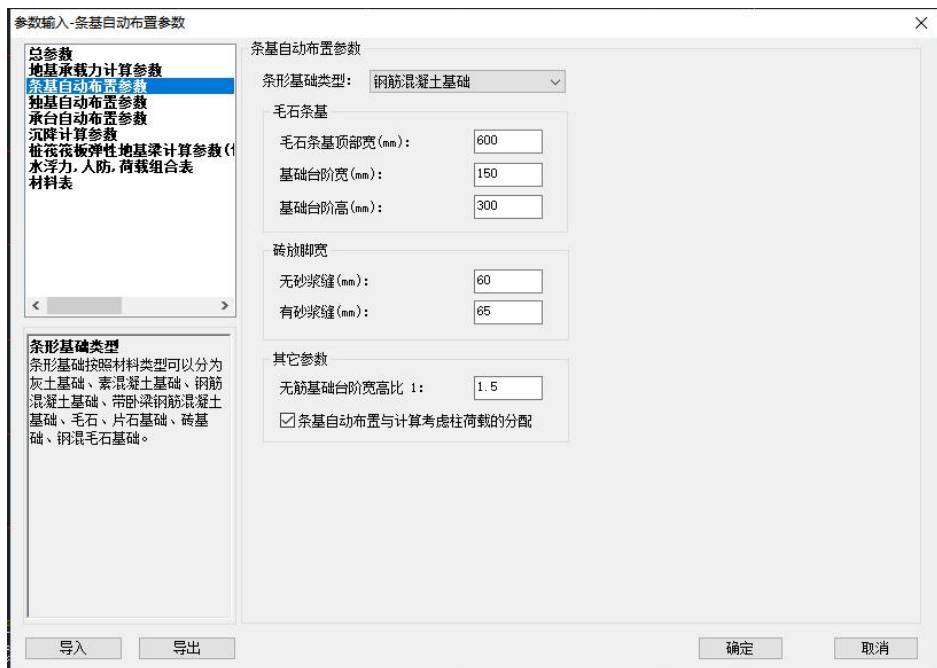 参数输入-条基自动布置参数
总参数
地基承载力计算参数
条基自动布置参数
独基自动布置参数
承台自动布置参数
沉降计算参数
桩筏筏板弹性地基梁计算参数(
水浮力,人防,荷载组合表
材料表
条形基础类型
条形基础按照材料类型可以分为
灰土基础、素混凝土基础、钢筋
混凝土基础、带卧梁钢筋混凝土
基础、毛石、片石基础、砖基
础、钢混毛石基础。
导入 导出
条基自动布置参数
条形基础类型: 钢筋混凝土基础
毛石条基
毛石条基顶部宽(mm): 600
基础台阶宽(mm): 150
基础台阶高(mm): 300
砖放脚宽
无砂浆缝(mm): 60
有砂浆缝(mm): 65
其它参数
无筋基础台阶宽高比 1: 1.5
条基自动布置与计算考虑柱荷载的分配
确定 取消